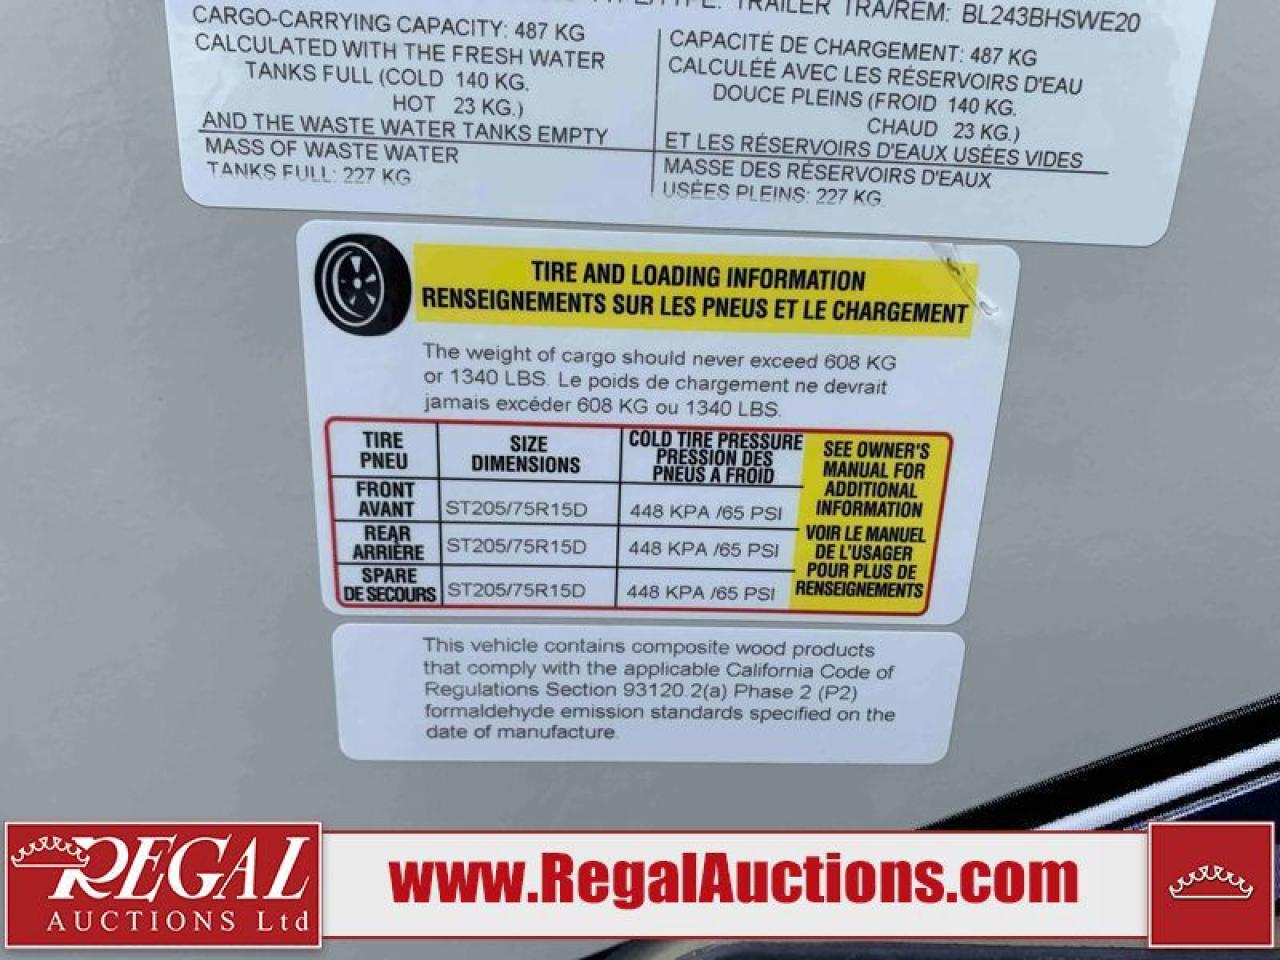 TRAILER TRA/REM: BL243BHSWE20
CARGO-CARRYING CAPACITY: 487 KG
CALCULATED WITH THE FRESH WATER
TANKS FULL (COLD 140 KG.
HOT 23 KG.)
AND THE WASTE WATER TANKS EMPTY
MASS OF WASTE WATER
TANKS FULL: 227 KG
CAPACITÉ DE CHARGEMENT: 487 KG
CALCULÉE AVEC LES RÉSERVOIRS D'EAU
DOUCE PLEINS (FROID 140 KG.
CHAUD 23 KG.)
ET LES RÉSERVOIRS D'EAUX USÉES VIDES
MASSE DES RÉSERVOIRS D'EAUX
USÉES PLEINS: 227 KG.
TIRE AND LOADING INFORMATION
RENSEIGNEMENTS SUR LES PNEUS ET LE CHARGEMENT
The weight of cargo should never exceed 608 KG
or 1340 LBS. Le poids de chargement ne devrait
jamais excéder 608 KG ou 1340 LBS.
TIRE
PNEU
SIZE
DIMENSIONS
COLD TIRE PRESSURE
PRESSION DES
PNEUS A FROID
FRONT
AVANT
ST205/75R15D
448 KPA /65 PSI
REAR
ARRIÈRE
ST205/75R15D
448 KPA /65 PSI
SPARE
DE SECOURS
ST205/75R15D
448 KPA /65 PSI
SEE OWNER'S
MANUAL FOR
ADDITIONAL
INFORMATION
VOIR LE MANUEL
DE L'USAGER
POUR PLUS DE
RENSEIGNEMENTS
This vehicle contains composite wood products
that comply with the applicable California Code of
Regulations Section 93120.2(a) Phase 2 (P2)
formaldehyde emission standards specified on the
date of manufacture.
REGAL
AUCTIONS Ltd
www.RegalAuctions.com